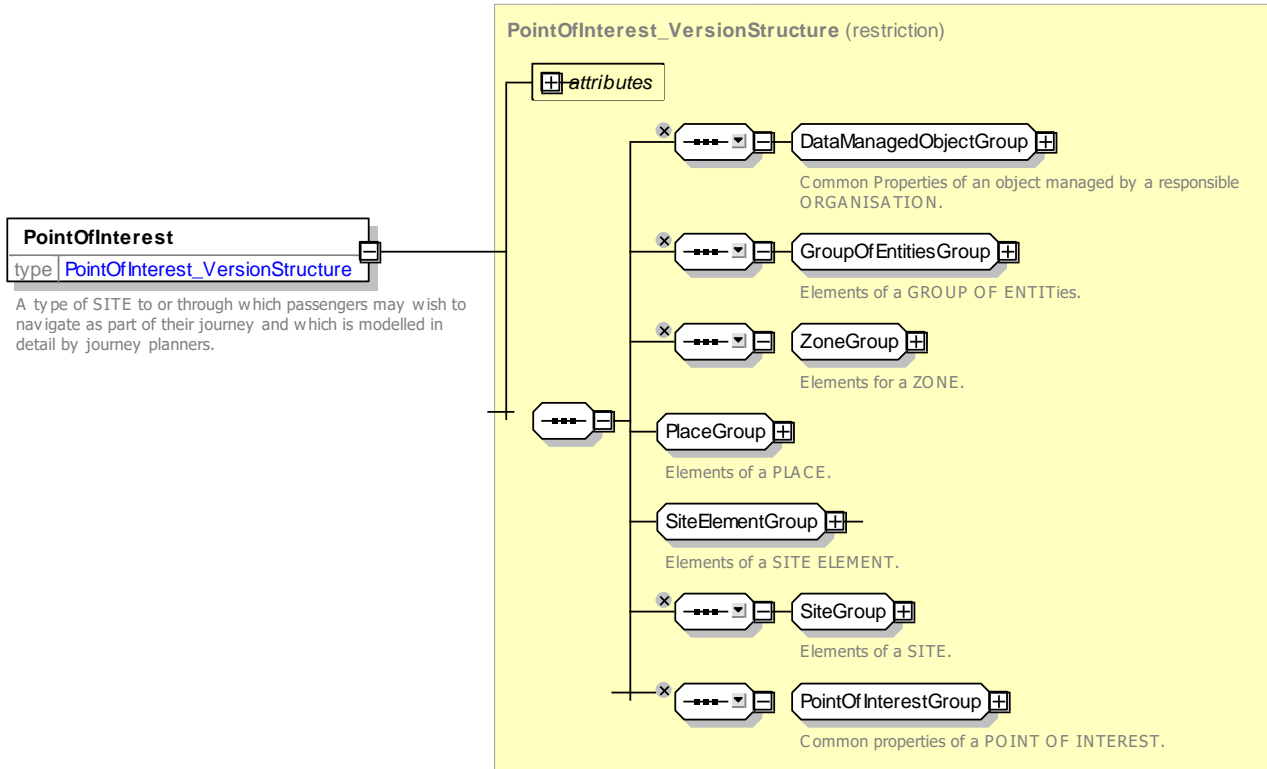 PointOfInterest_VersionStructure (restriction)
attributes
DataManagedObjectGroup
Common Properties of an object managed by a responsible
ORGANISATION.
PointOfInterest
type PointOfInterest_VersionStructure
A type of SITE to or through which passengers may wish to
navigate as part of their journey and which is modelled in
detail by journey planners.
GroupOfEntitiesGroup
Elements of a GROUP OF ENTITies.
ZoneGroup
Elements for a ZONE.
PlaceGroup
Elements of a PLACE.
SiteElementGroup
Elements of a SITE ELEMENT.
SiteGroup
Elements of a SITE.
PointOfInterestGroup
Common properties of a POINT OF INTEREST.